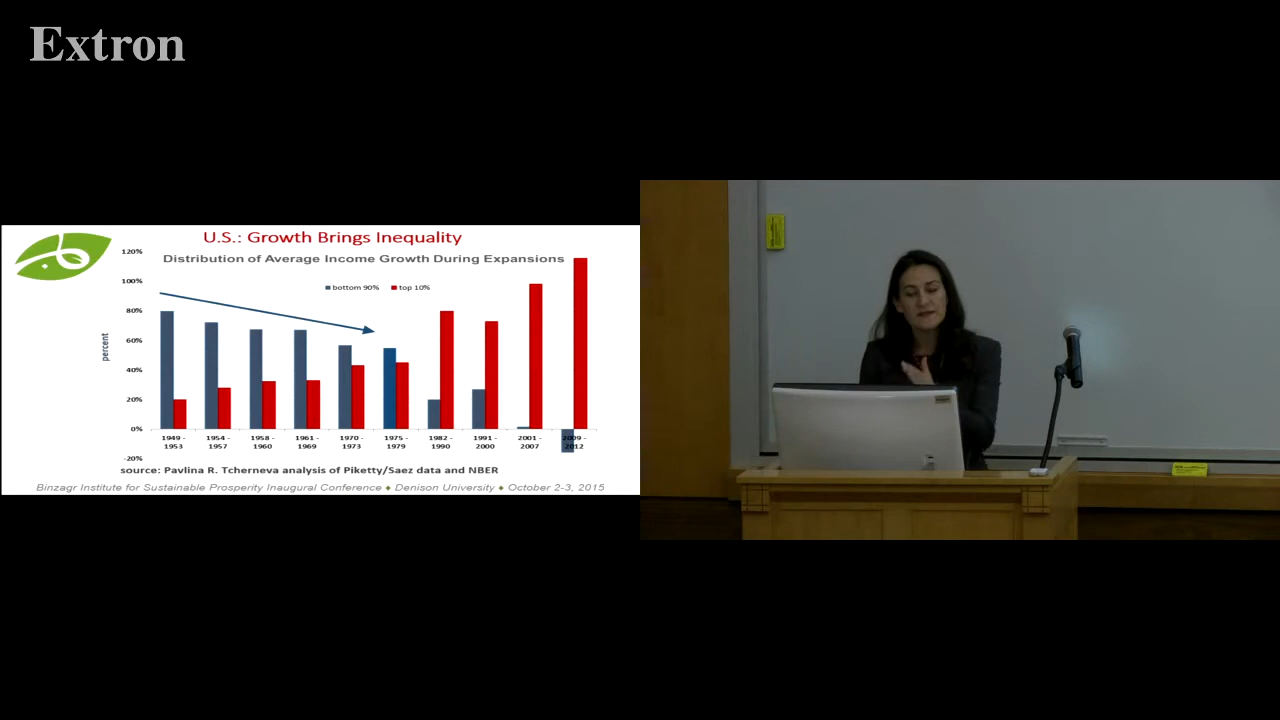 Extron
U.S.: Growth Brings Inequality
Distribution of Average Income Growth During Expansions
bottom 90% top 10%
120%
100%
80%
60%
40%
20%
0%
-20%
percent
1949 - 1954 - 1958 - 1961 - 1970 - 1975 - 1982 - 1991 - 2001 - 2009 -
1953 1957 1960 1969 1973 1979 1990 2000 2007 2012
source: Pavlina R. Tcherneva analysis of Piketty/Saez data and NBER
Binzagr Institute for Sustainable Prosperity Inaugural Conference ◆ Denison University ◆ October 2-3, 2015